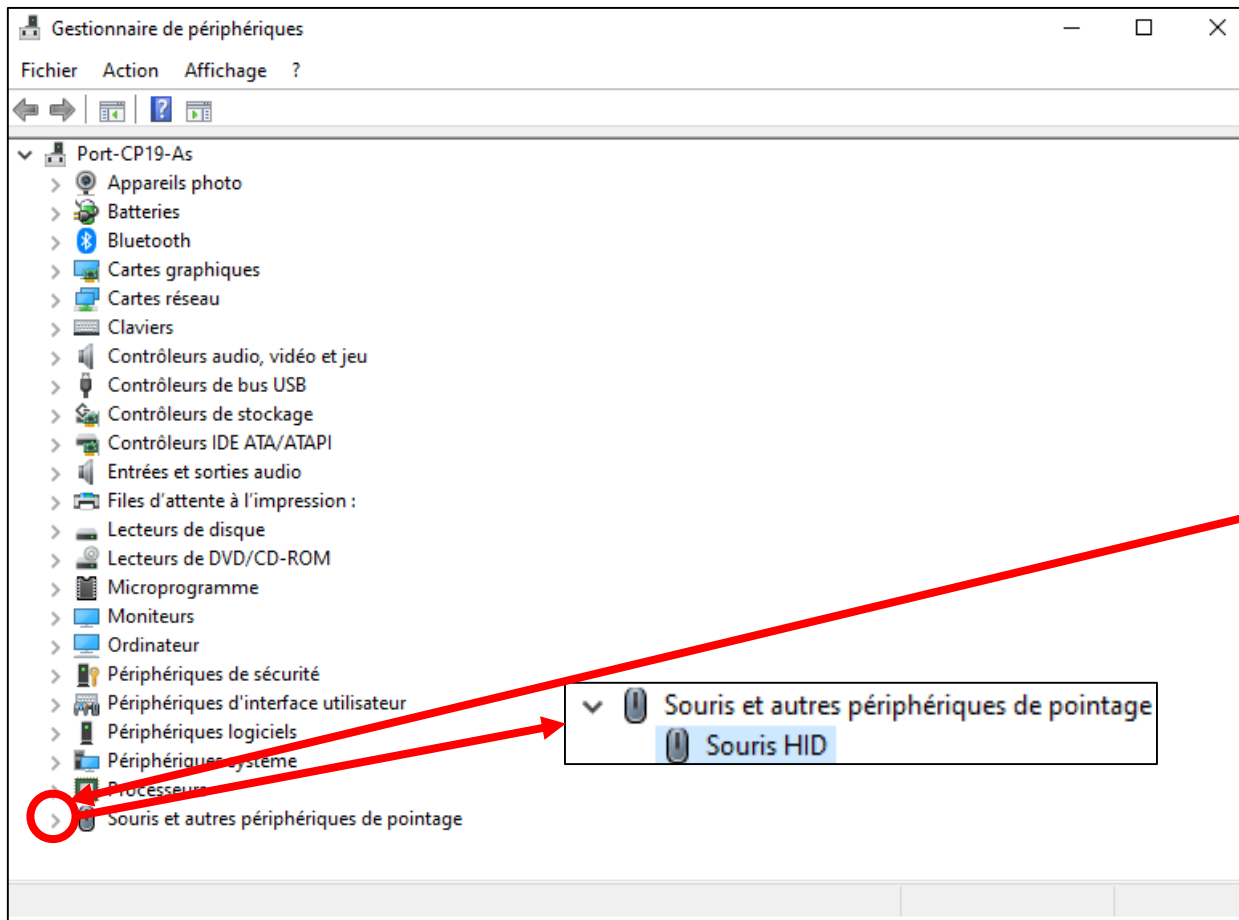 Gestionnaire de périphériques
Fichier Action Affichage ?
?
Port-CP19-As
Appareils photo
Batteries
Bluetooth
Cartes graphiques
Cartes réseau
Claviers
Contrôleurs audio, vidéo et jeu
Contrôleurs de bus USB
Contrôleurs de stockage
Contrôleurs IDE ATA/ATAPI
Entrées et sorties audio
Files d'attente à l'impression :
Lecteurs de disque
Lecteurs de DVD/CD-ROM
Microprogramme
Moniteurs
Ordinateur
Périphériques de sécurité
Périphériques d'interface utilisateur
Périphériques logiciels
Périphériques système
Processeurs
Souris et autres périphériques de pointage
Souris et autres périphériques de pointage
Souris HID